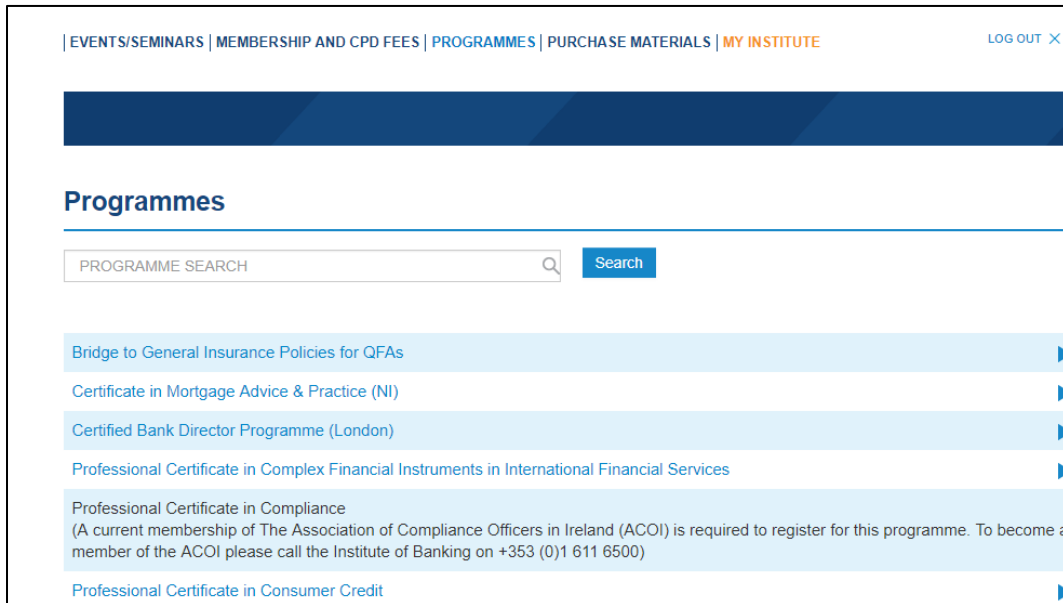 EVENTS/SEMINARS | MEMBERSHIP AND CPD FEES | PROGRAMMES | PURCHASE MATERIALS | MY INSTITUTE LOG OUT X
Programmes
PROGRAMME SEARCH Search
Bridge to General Insurance Policies for QFAs
Certificate in Mortgage Advice & Practice (NI)
Certified Bank Director Programme (London)
Professional Certificate in Complex Financial Instruments in International Financial Services
Professional Certificate in Compliance
(A current membership of The Association of Compliance Officers in Ireland (ACOI) is required to register for this programme. To become a
member of the ACOI please call the Institute of Banking on +353 (0)1 611 6500)
Professional Certificate in Consumer Credit